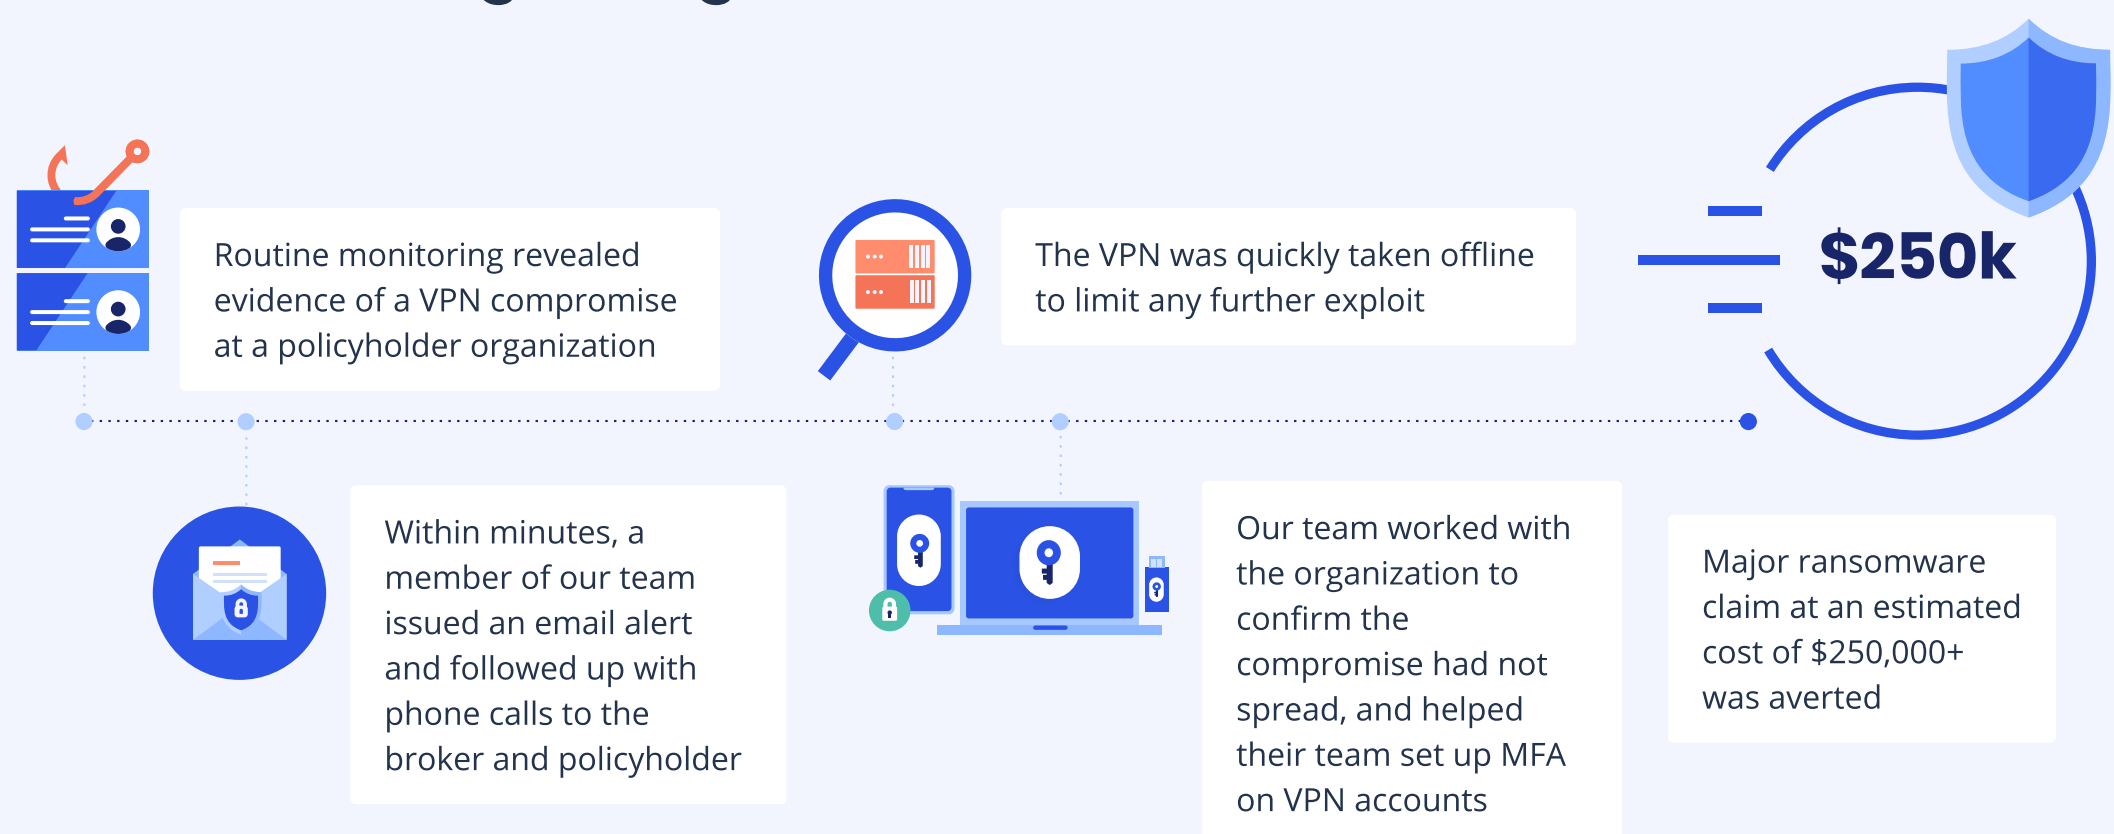 Routine monitoring revealed
evidence of a VPN compromise
at a policyholder organization
Within minutes, a
member of our team
issued an email alert
and followed up with
phone calls to the
broker and policyholder
The VPN was quickly taken offline
to limit any further exploit
Our team worked with
the organization to
confirm the
compromise had not
spread, and helped
their team set up MFA
on VPN accounts
$250k
Major ransomware
claim at an estimated
cost of $250,000+
was averted